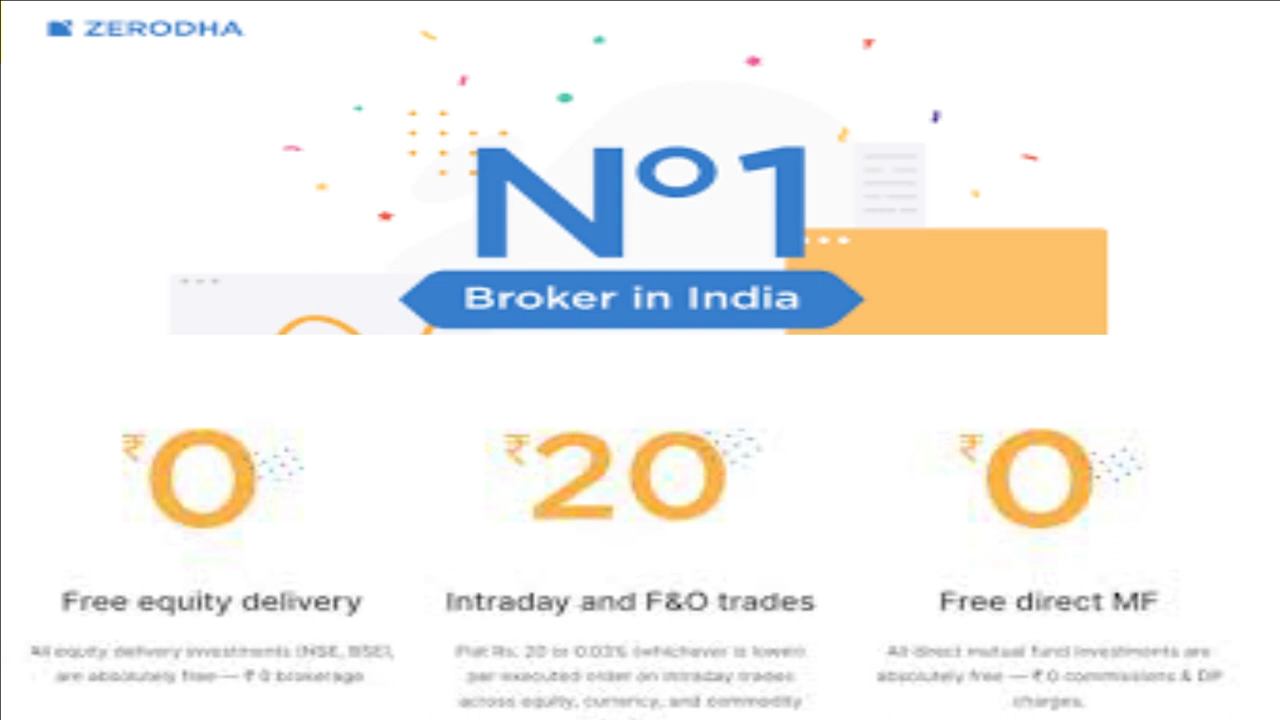 ZERODHA
Nº1
Broker in India
₹0
₹20
₹0
Free equity delivery
Intraday and F&O trades
Free direct MF
All equity delivery investments (NSE, BSE),
are absolutely free — ₹ 0 brokerage.
Flat Rs. 20 or 0.03% (whichever is lower)
per executed order on intraday trades
across equity, currency, and commodity
All direct mutual fund investments are
absolutely free — ₹ 0 commissions & DP
charges.